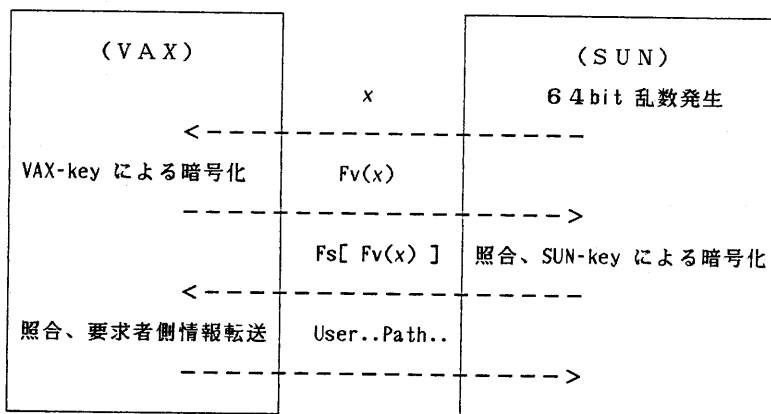 (VAX)
(SUN)
x
64bit 乱数発生
<---------------
VAX-key による暗号化
Fv(x)
--------------->
Fs[ Fv(x) ]
照合、SUN-key による暗号化
<---------------
照合、要求者側情報転送
User..Path..
--------------->